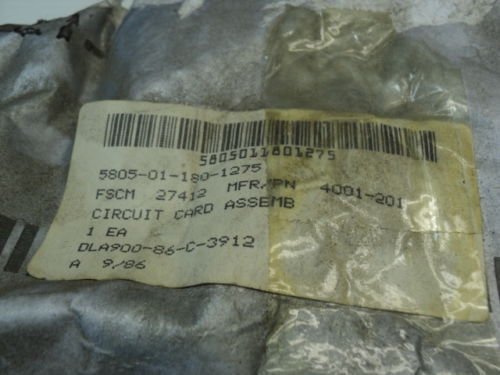 5805011801275
5805-01-180-1275
FSCM 27412 MFR/PN 4001-201
CIRCUIT CARD ASSEMB
1 EA
DLA900-86-C-3912
A 9/86